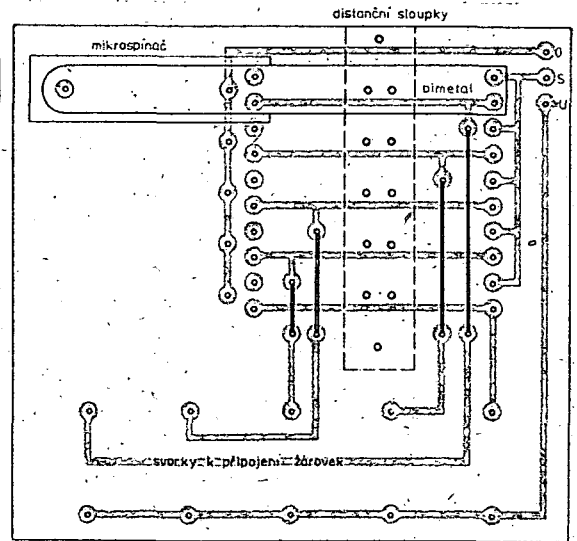 distanční sloupky
mikrospínač
0
bimetal
S
+U
svorky k připojení žárovek